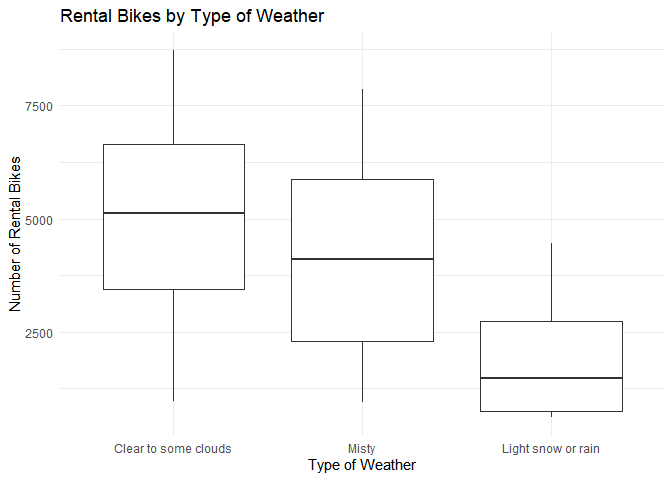 Rental Bikes by Type of Weather
Number of Rental Bikes
7500
5000
2500
Clear to some clouds
Misty
Light snow or rain
Type of Weather